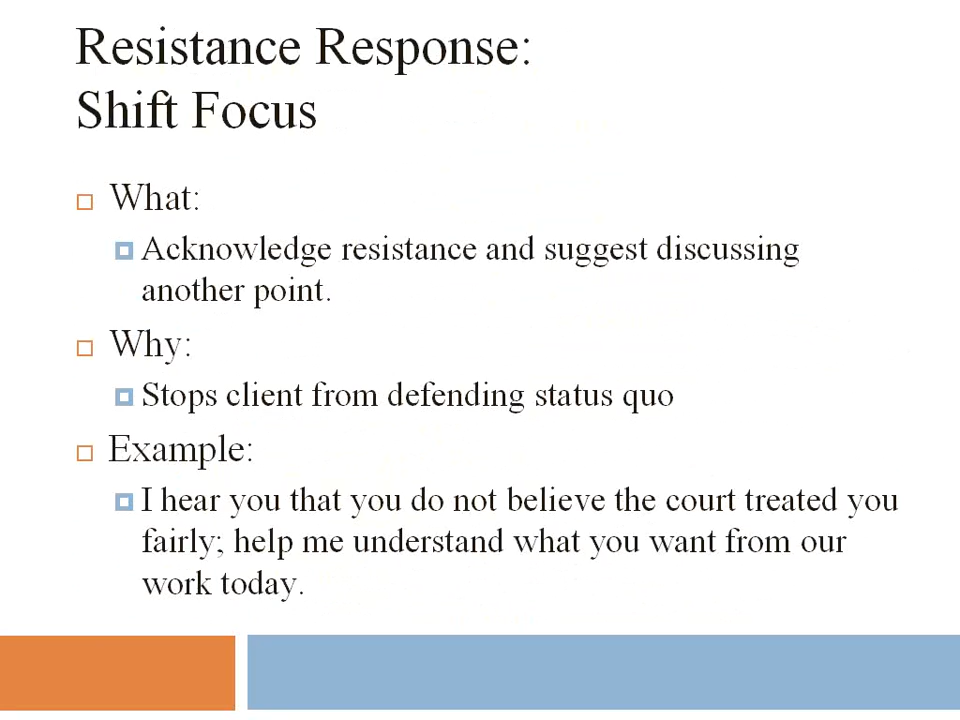 Resistance Response:
Shift Focus
What:
Acknowledge resistance and suggest discussing
another point.
Why:
Stops client from defending status quo
Example:
I hear you that you do not believe the court treated you
fairly; help me understand what you want from our
work today.